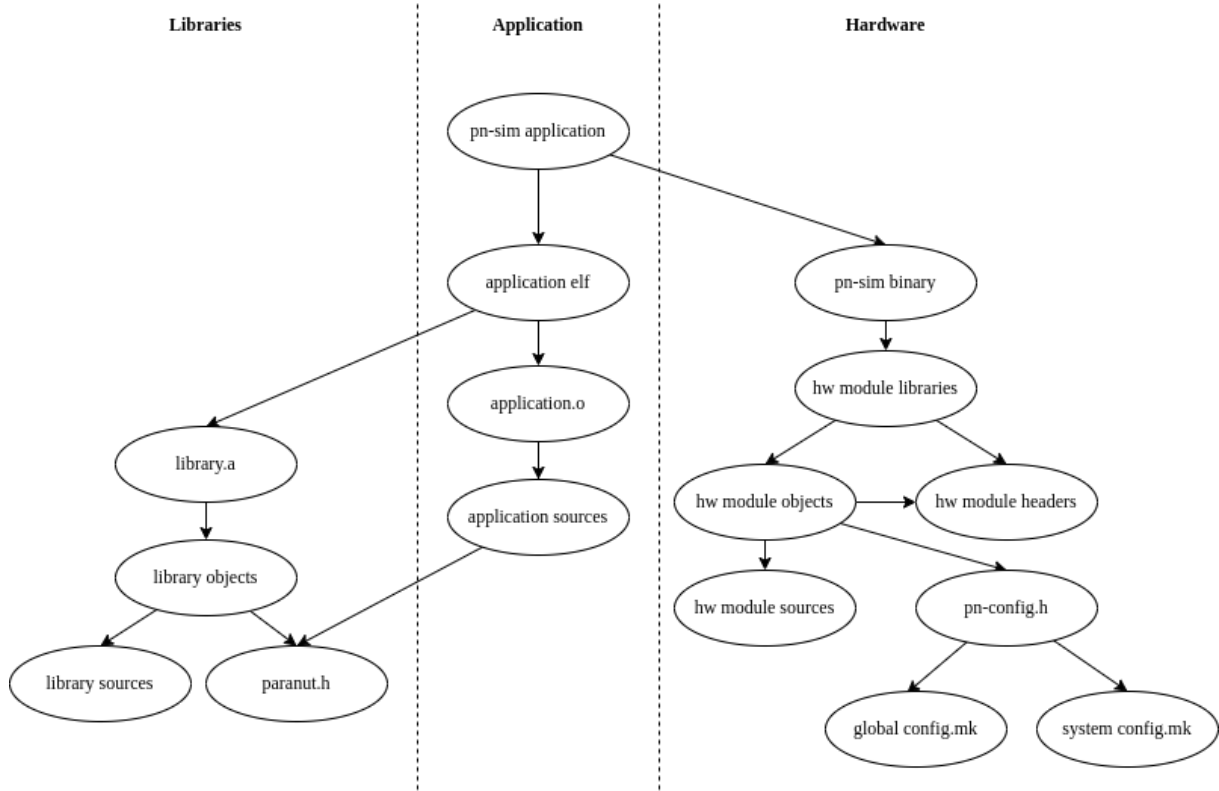 Libraries
Application
Hardware
pn-sim application
application elf
pn-sim binary
hw module libraries
application.o
library.a
hw module objects
hw module headers
application sources
library objects
hw module sources
pn-config.h
library sources
paranut.h
global config.mk
system config.mk